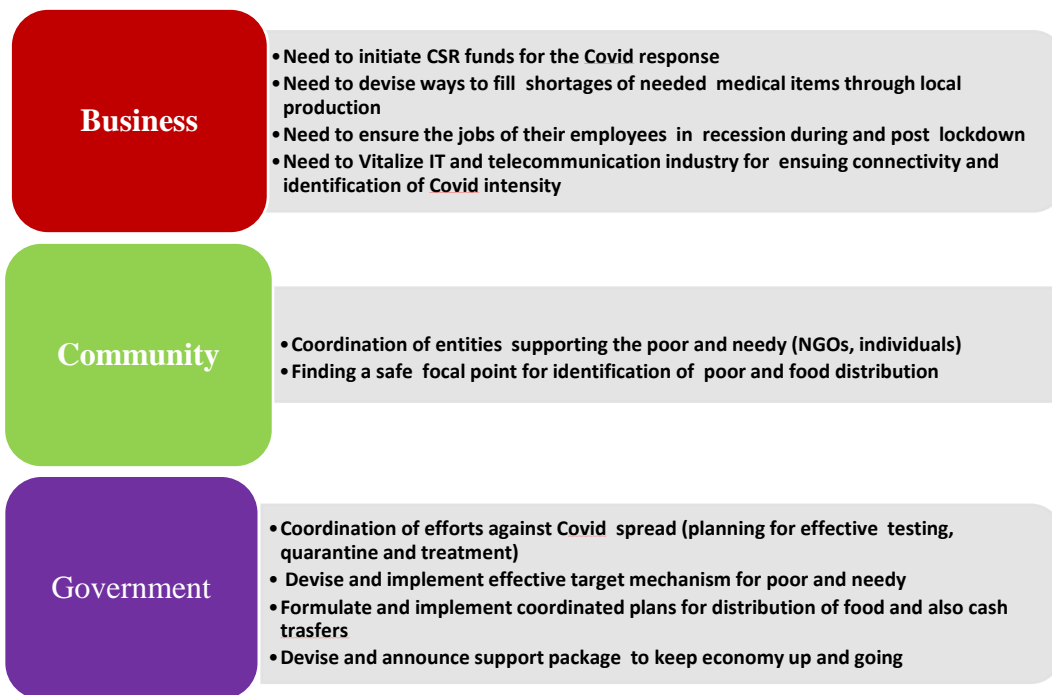 Business
•Need to initiate CSR funds for the Covid response
•Need to devise ways to fill shortages of needed medical items through local
production
•Need to ensure the jobs of their employees in recession during and post lockdown
•Need to Vitalize IT and telecommunication industry for ensuing connectivity and
identification of Covid intensity
Community
•Coordination of entities supporting the poor and needy (NGOs, individuals)
•Finding a safe focal point for identification of poor and food distribution
Government
•Coordination of efforts against Covid spread (planning for effective testing,
quarantine and treatment)
• Devise and implement effective target mechanism for poor and needy
•Formulate and implement coordinated plans for distribution of food and also cash
trasfers
•Devise and announce support package to keep economy up and going